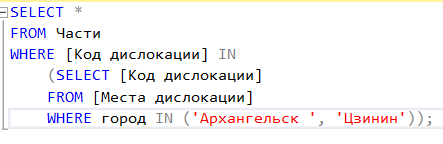 SELECT *
FROM Части
WHERE [Код дислокации] IN
(SELECT [Код дислокации]
FROM [Места дислокации]
WHERE город IN ('Архангельск ', 'Цзинин'));